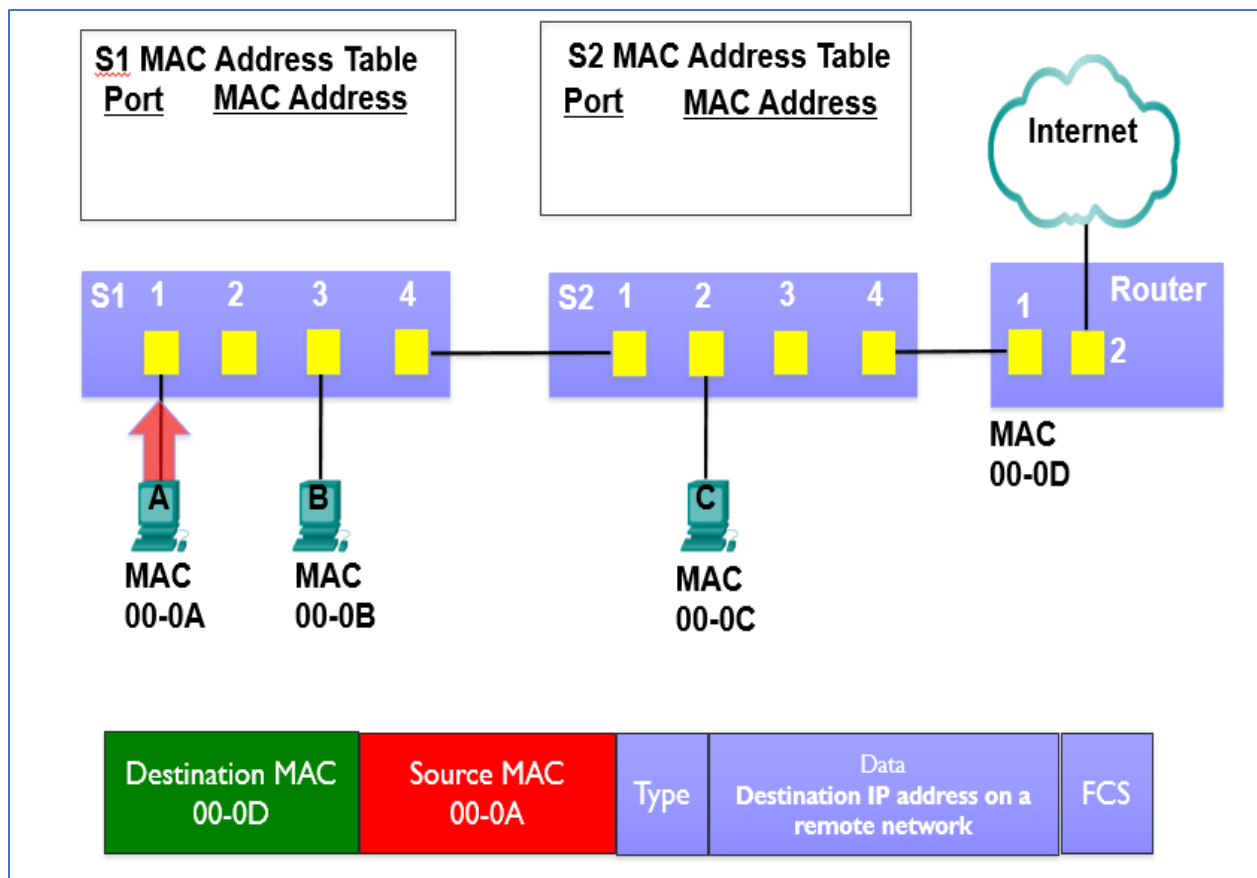 S1 MAC Address Table
Port MAC Address
S2 MAC Address Table
Port MAC Address
Internet
S1 1 2 3 4
S2 1 2 3 4
Router
1
2
A
B
C
MAC
00-0A
MAC
00-0B
MAC
00-0C
MAC
00-0D
Destination MAC
00-0D
Source MAC
00-0A
Type
Data
Destination IP address on a
remote network
FCS